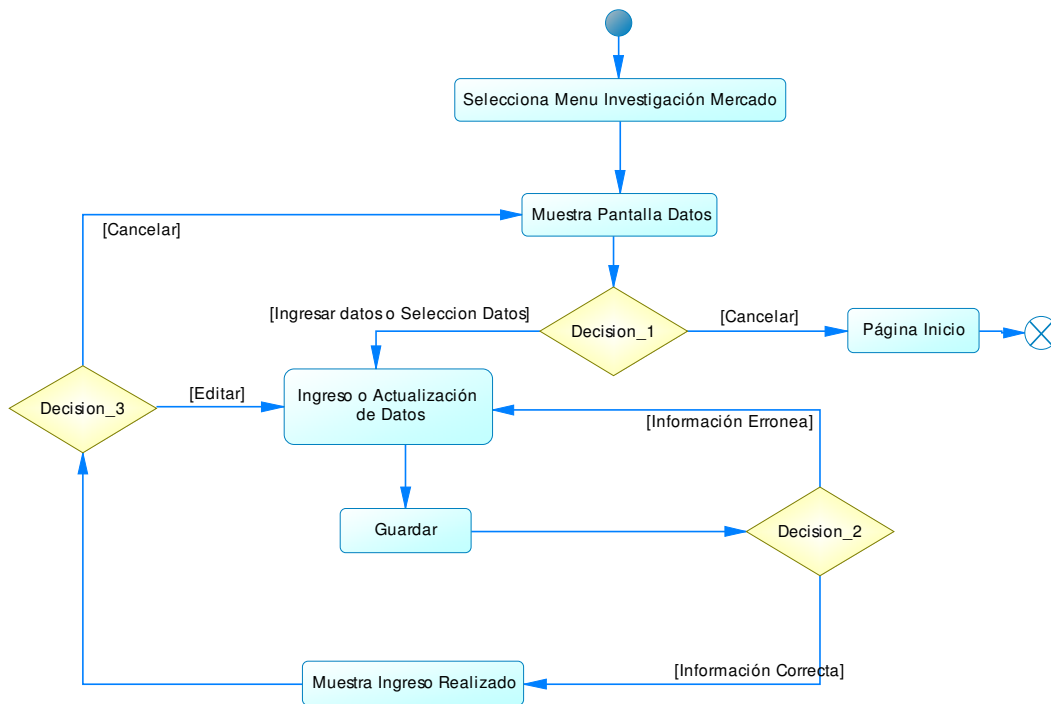 Selecciona Menu Investigación Mercado
Muestra Pantalla Datos
[Cancelar]
[Ingresar datos o Seleccion Datos]
Decision_1
[Cancelar]
Página Inicio
Decision_3
[Editar]
Ingreso o Actualización
de Datos
[Información Erronea]
Guardar
Decision_2
[Información Correcta]
Muestra Ingreso Realizado